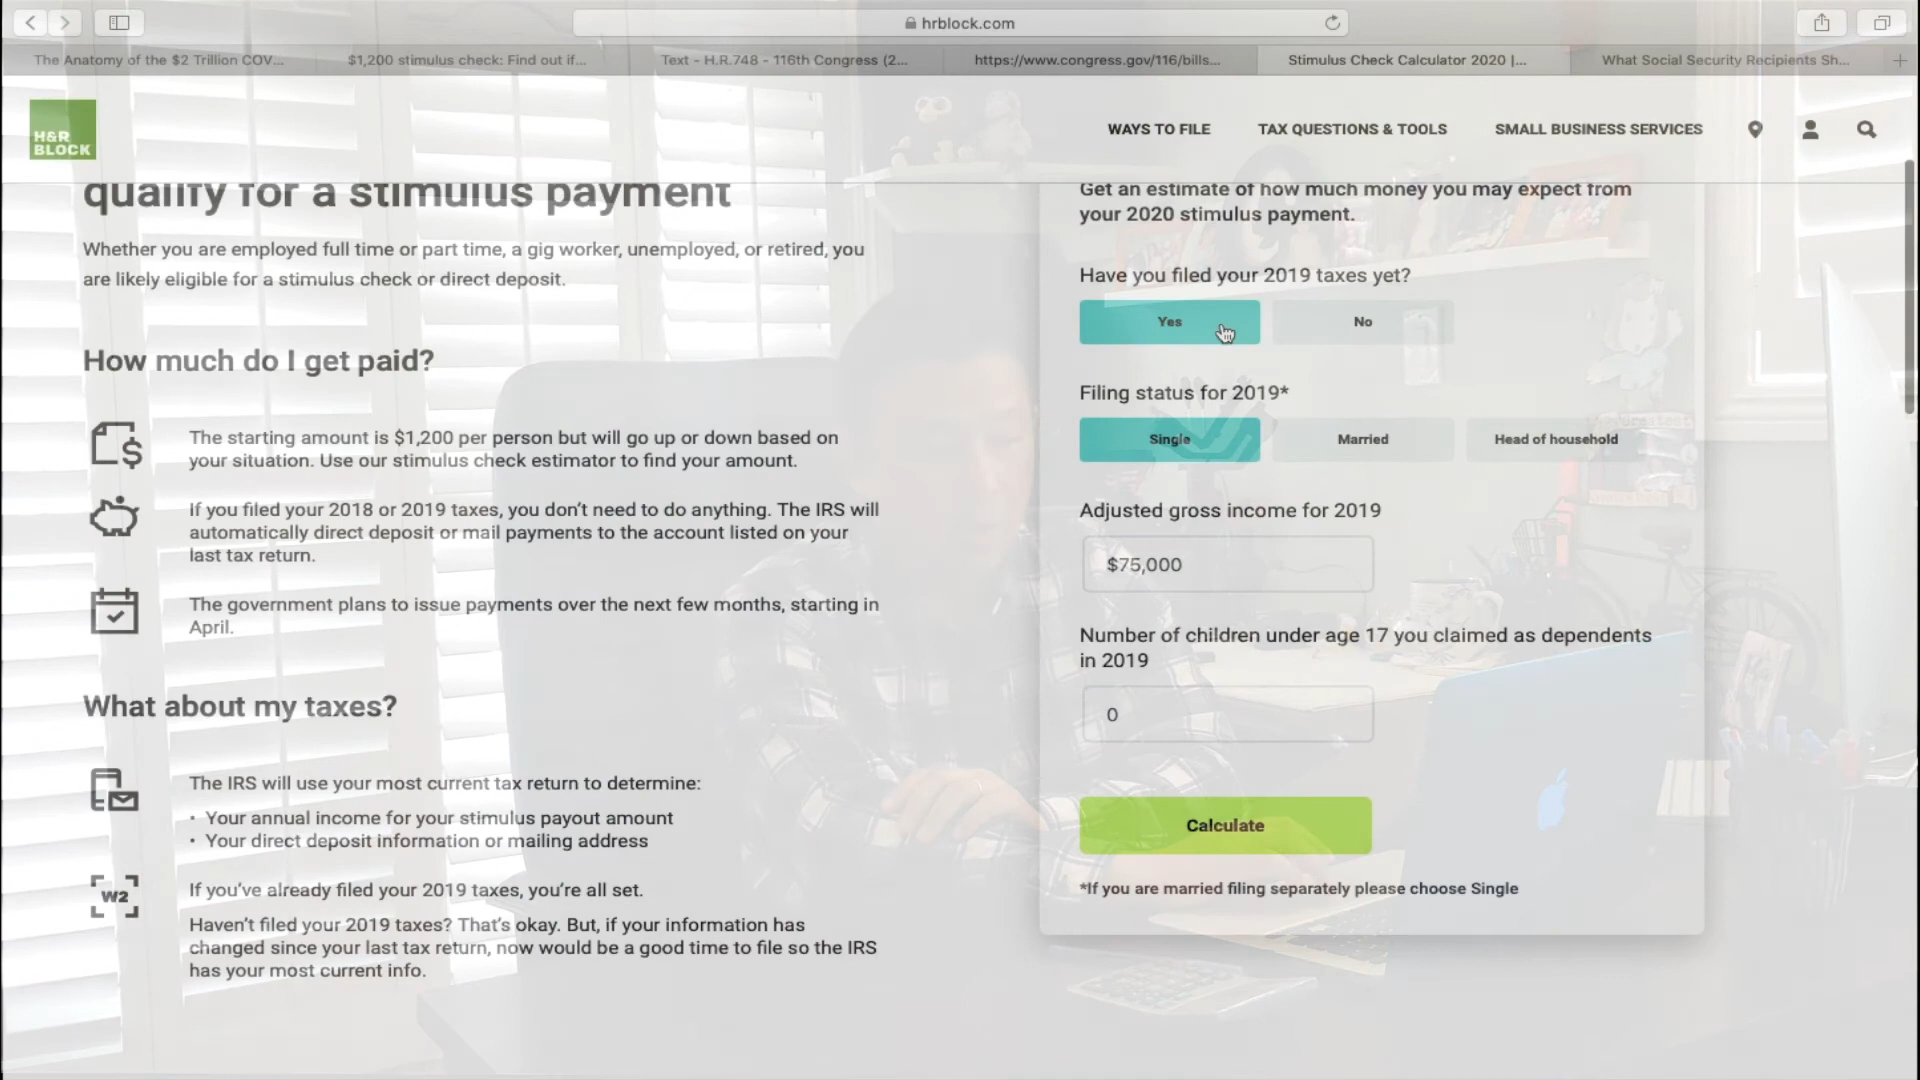 hrblock.com
The Anatomy of the $2 Trillion COV...
$1,200 stimulus check: Find out if...
Text - H.R.748 - 116th Congress (2...
https://www.congress.gov/116/bills...
Stimulus Check Calculator 2020 |...
What Social Security Recipients Sh...
H&R
BLOCK
WAYS TO FILE
TAX QUESTIONS & TOOLS
SMALL BUSINESS SERVICES
qualify for a stimulus payment
Whether you are employed full time or part time, a gig worker, unemployed, or retired, you
are likely eligible for a stimulus check or direct deposit.
How much do I get paid?
The starting amount is $1,200 per person but will go up or down based on
your situation. Use our stimulus check estimator to find your amount.
If you filed your 2018 or 2019 taxes, you don't need to do anything. The IRS will
automatically direct deposit or mail payments to the account listed on your
last tax return.
The government plans to issue payments over the next few months, starting in
April.
What about my taxes?
The IRS will use your most current tax return to determine:
· Your annual income for your stimulus payout amount
· Your direct deposit information or mailing address
W2
If you've already filed your 2019 taxes, you're all set.
Haven't filed your 2019 taxes? That's okay. But, if your information has
changed since your last tax return, now would be a good time to file so the IRS
has your most current info.
Get an estimate of how much money you may expect from
your 2020 stimulus payment.
Have you filed your 2019 taxes yet?
Yes
No
Filing status for 2019*
Single
Married
Head of household
Adjusted gross income for 2019
$75,000
Number of children under age 17 you claimed as dependents
in 2019
0
Calculate
*If you are married filing separately please choose Single